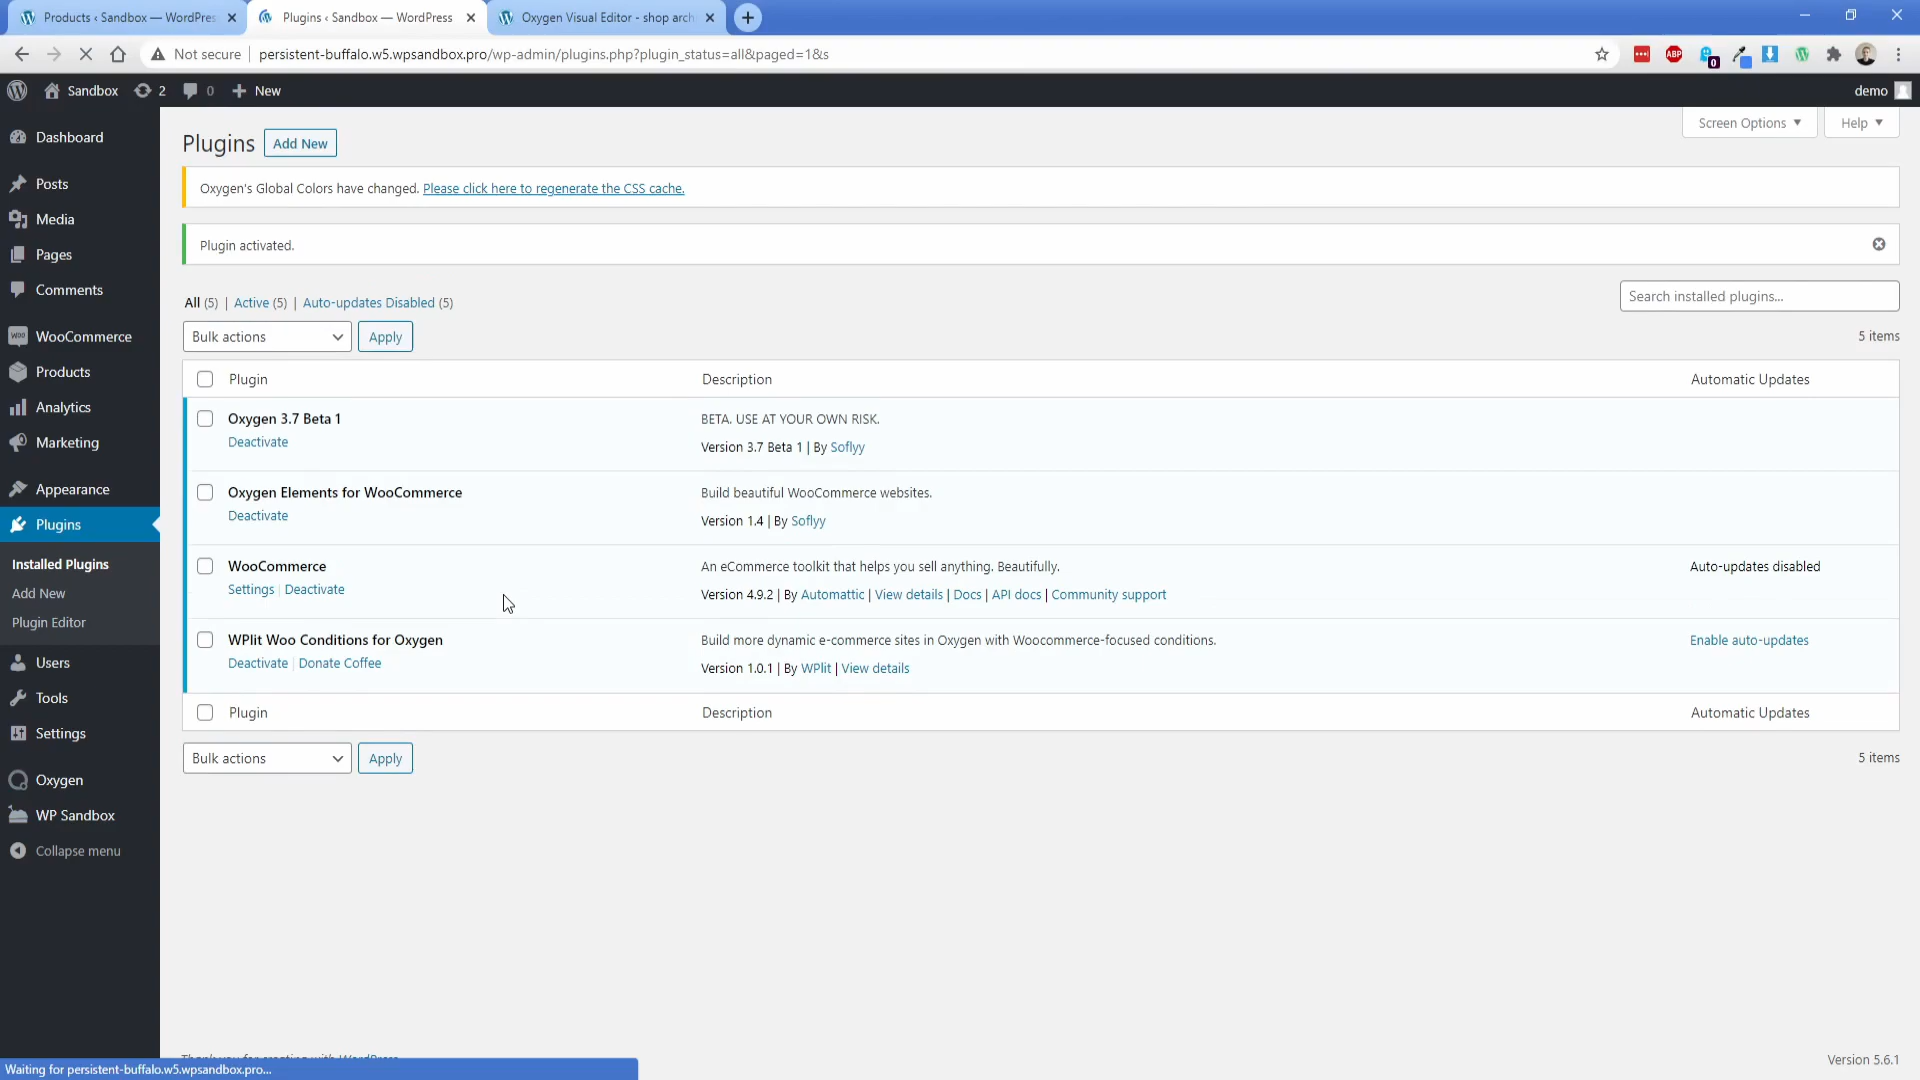 Products ‹ Sandbox — WordPres
Plugins ‹ Sandbox — WordPress
Oxygen Visual Editor - shop arch
Not secure
persistent-buffalo.w5.wpsandbox.pro/wp-admin/plugins.php?plugin_status=all&paged=1&s
ABP
0
Sandbox
2
0
New
demo
Dashboard
Posts
Media
Pages
Comments
WooCommerce
Products
Analytics
Marketing
Appearance
Plugins
Installed Plugins
Add New
Plugin Editor
Users
Tools
Settings
Oxygen
WP Sandbox
Collapse menu
Screen Options
Help
Plugins
Add New
Oxygen's Global Colors have changed. Please click here to regenerate the CSS cache.
Plugin activated.
All (5) | Active (5) | Auto-updates Disabled (5)
Search installed plugins...
Bulk actions
Apply
5 items
Plugin
Description
Automatic Updates
Oxygen 3.7 Beta 1
Deactivate
BETA. USE AT YOUR OWN RISK.
Version 3.7 Beta 1 | By Soflyy
Oxygen Elements for WooCommerce
Deactivate
Build beautiful WooCommerce websites.
Version 1.4 | By Soflyy
WooCommerce
Settings | Deactivate
An eCommerce toolkit that helps you sell anything. Beautifully.
Version 4.9.2 | By Automattic | View details | Docs | API docs | Community support
Auto-updates disabled
WPlit Woo Conditions for Oxygen
Deactivate | Donate Coffee
Build more dynamic e-commerce sites in Oxygen with Woocommerce-focused conditions.
Version 1.0.1 | By WPlit | View details
Enable auto-updates
Plugin
Description
Automatic Updates
Bulk actions
Apply
5 items
Thank you for creating with WordPress.
Version 5.6.1
Waiting for persistent-buffalo.w5.wpsandbox.pro...